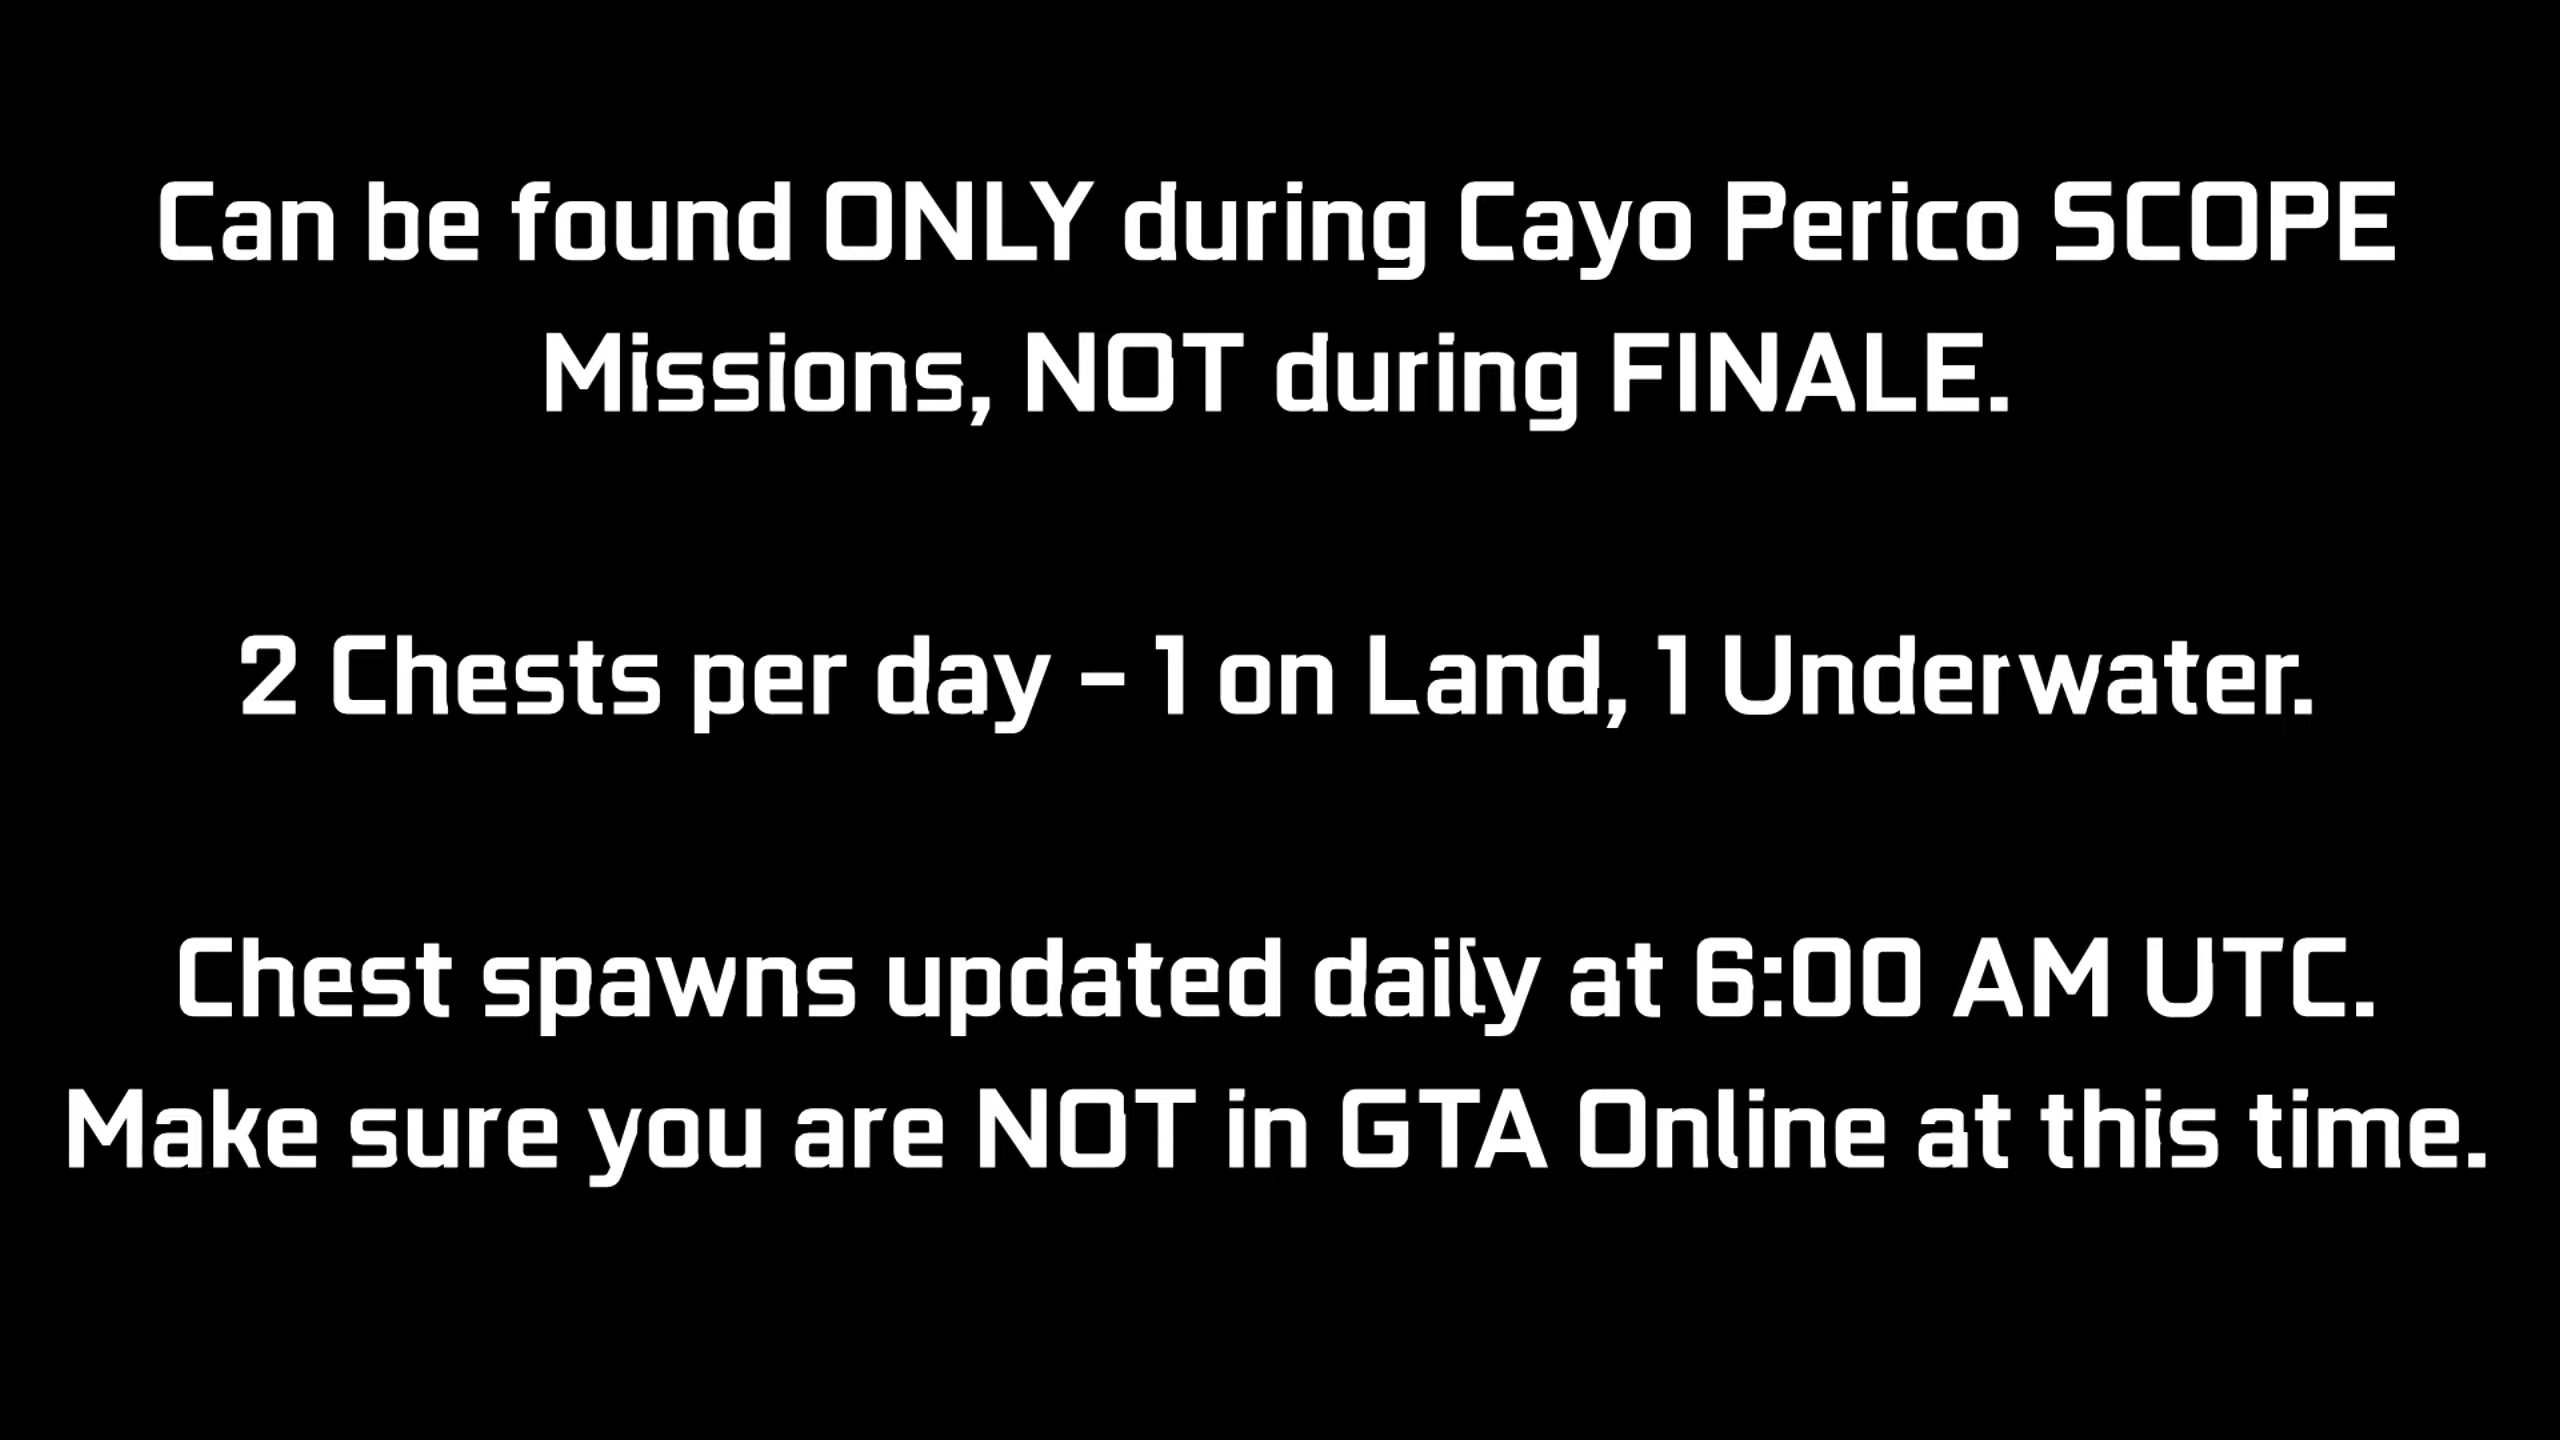 Can be found ONLY during Cayo Perico SCOPE
Missions, NOT during FINALE.
2 Chests per day - 1 on Land, 1 Underwater.
Chest spawns updated daily at 6:00 AM UTC.
Make sure you are NOT in GTA Online at this time.